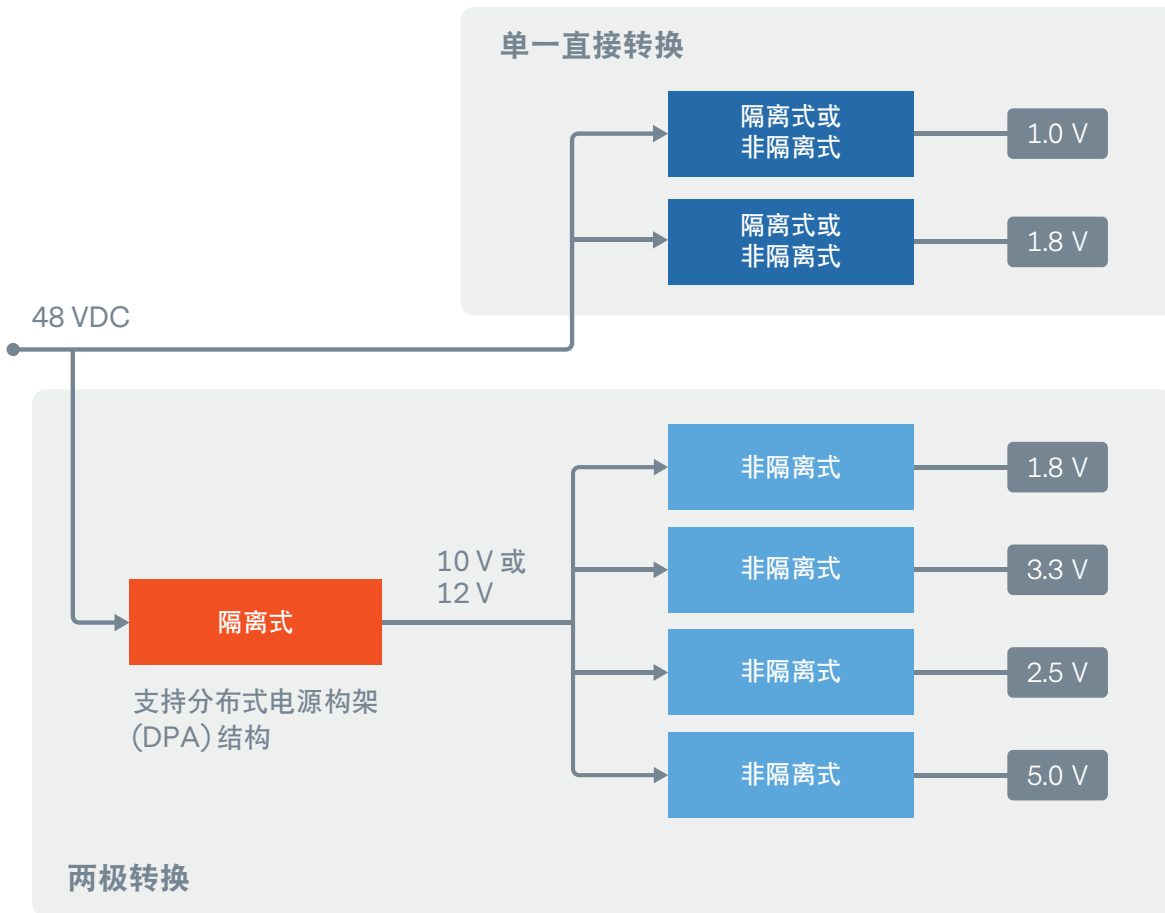 单一直接转换
隔离式或
非隔离式
1.0 V
隔离式或
非隔离式
1.8 V
48 VDC
非隔离式
1.8 V
10 V 或
12 V
非隔离式
3.3 V
隔离式
支持分布式电源构架
(DPA) 结构
非隔离式
2.5 V
非隔离式
5.0 V
两极转换